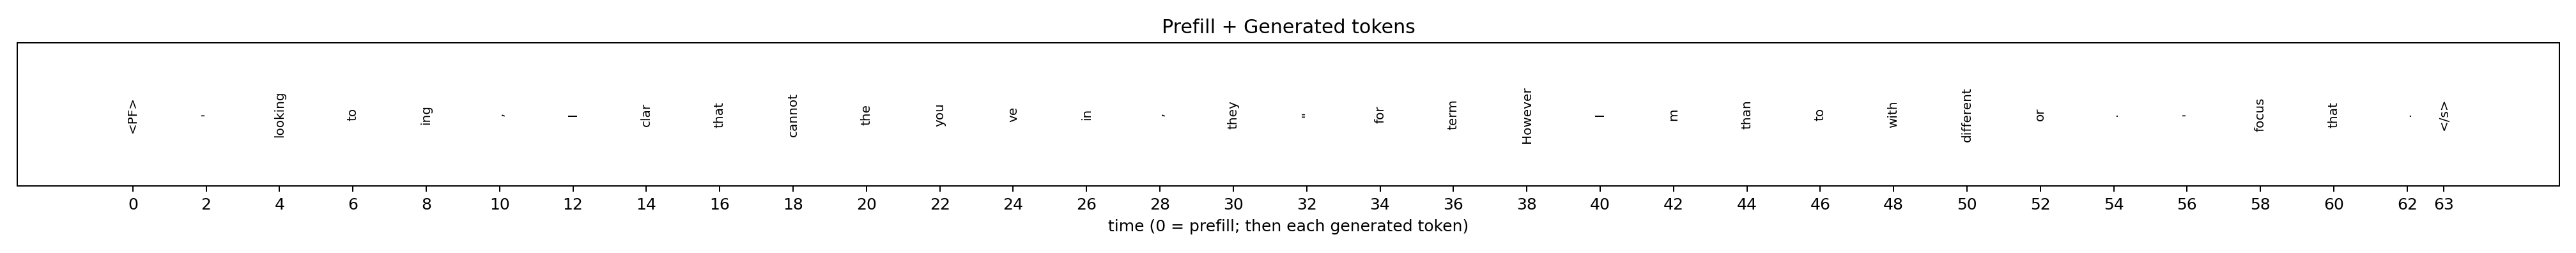 Prefill + Generated tokens
<PF> - looking to ing , I clar that cannot the you ve in , they " for term However I m than to with different or . - focus that . </s>
0 2 4 6 8 10 12 14 16 18 20 22 24 26 28 30 32 34 36 38 40 42 44 46 48 50 52 54 56 58 60 62 63
time (0 = prefill; then each generated token)